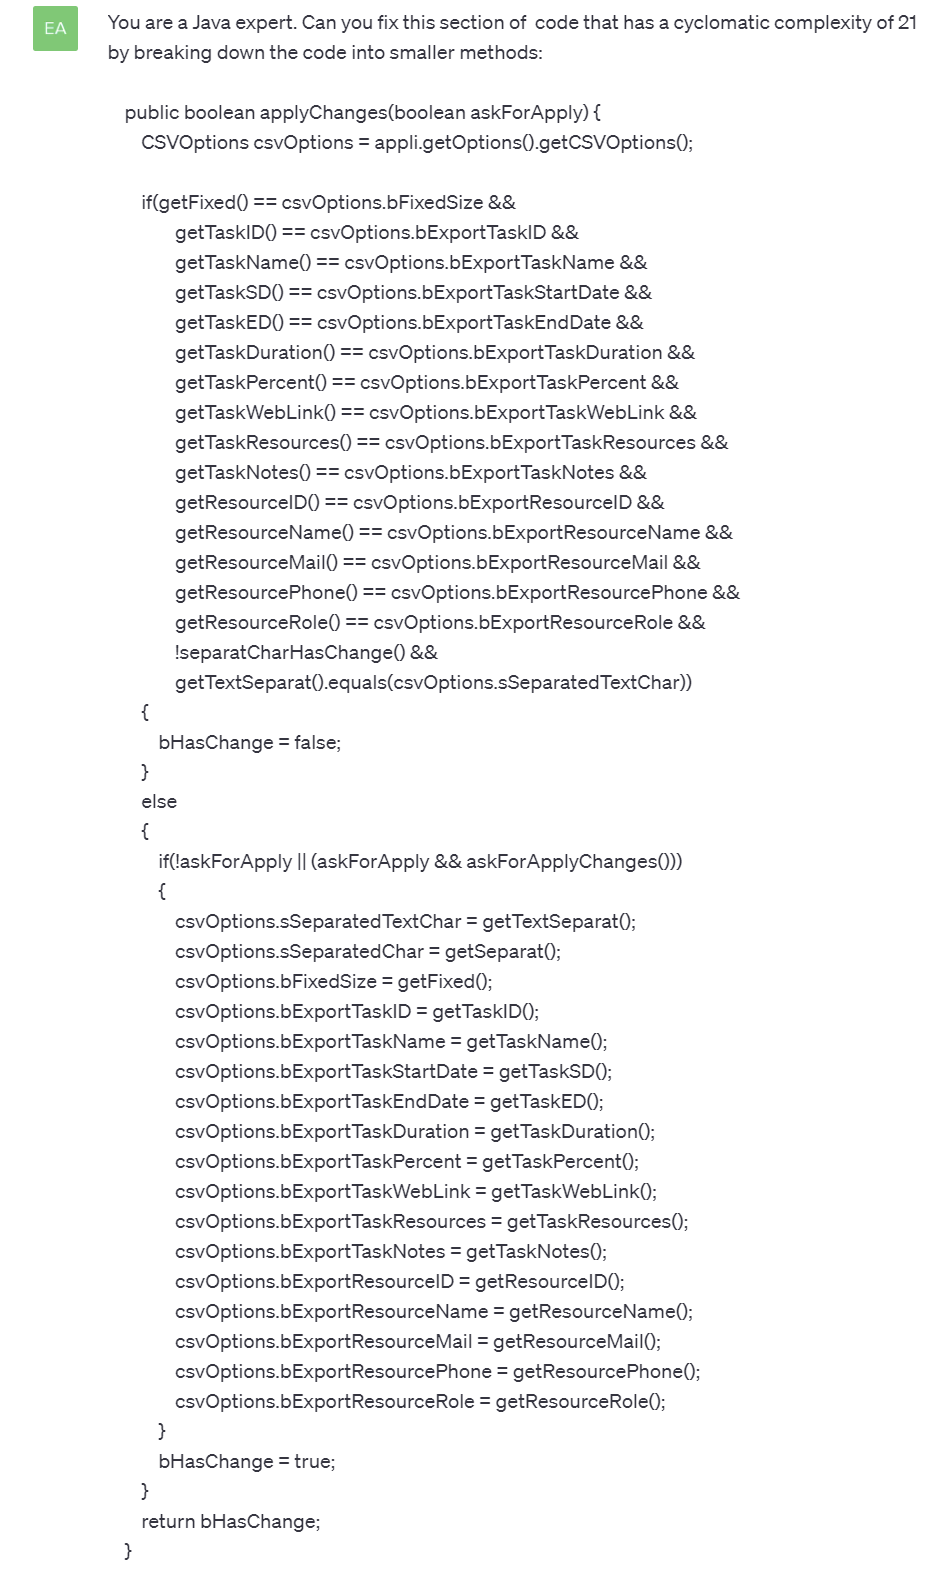 EA
You are a Java expert. Can you fix this section of code that has a cyclomatic complexity of 21
by breaking down the code into smaller methods:
public boolean applyChanges(boolean askForApply) {
CSVOptions csvOptions = appli.getOptions().getCSVOptions();
if(getFixed() == csvOptions.bFixedSize &&
getTaskID() == csvOptions.bExportTaskID &&
getTaskName() == csvOptions.bExportTaskName &&
getTaskSD() == csvOptions.bExportTaskStartDate &&
getTaskED() == csvOptions.bExportTaskEndDate &&
getTaskDuration() == csvOptions.bExportTaskDuration &&
getTaskPercent() == csvOptions.bExportTaskPercent &&
getTaskWebLink() == csvOptions.bExportTaskWebLink &&
getTaskResources() == csvOptions.bExportTaskResources &&
getTaskNotes() == csvOptions.bExportTaskNotes &&
getResourceID() == csvOptions.bExportResourceID &&
getResourceName() == csvOptions.bExportResourceName &&
getResourceMail() == csvOptions.bExportResourceMail &&
getResourcePhone() == csvOptions.bExportResourcePhone &&
getResourceRole() == csvOptions.bExportResourceRole &&
!separatCharHasChange() &&
getTextSeparat().equals(csvOptions.sSeparatedTextChar))
{
bHasChange = false;
}
else
{
if(!askForApply || (askForApply && askForApplyChanges()))
{
csvOptions.sSeparatedTextChar = getTextSeparat();
csvOptions.sSeparatedChar = getSeparat();
csvOptions.bFixedSize = getFixed();
csvOptions.bExportTaskID = getTaskID();
csvOptions.bExportTaskName = getTaskName();
csvOptions.bExportTaskStartDate = getTaskSD();
csvOptions.bExportTaskEndDate = getTaskED();
csvOptions.bExportTaskDuration = getTaskDuration();
csvOptions.bExportTaskPercent = getTaskPercent();
csvOptions.bExportTaskWebLink = getTaskWebLink();
csvOptions.bExportTaskResources = getTaskResources();
csvOptions.bExportTaskNotes = getTaskNotes();
csvOptions.bExportResourceID = getResourceID();
csvOptions.bExportResourceName = getResourceName();
csvOptions.bExportResourceMail = getResourceMail();
csvOptions.bExportResourcePhone = getResourcePhone();
csvOptions.bExportResourceRole = getResourceRole();
}
bHasChange = true;
}
return bHasChange;
}